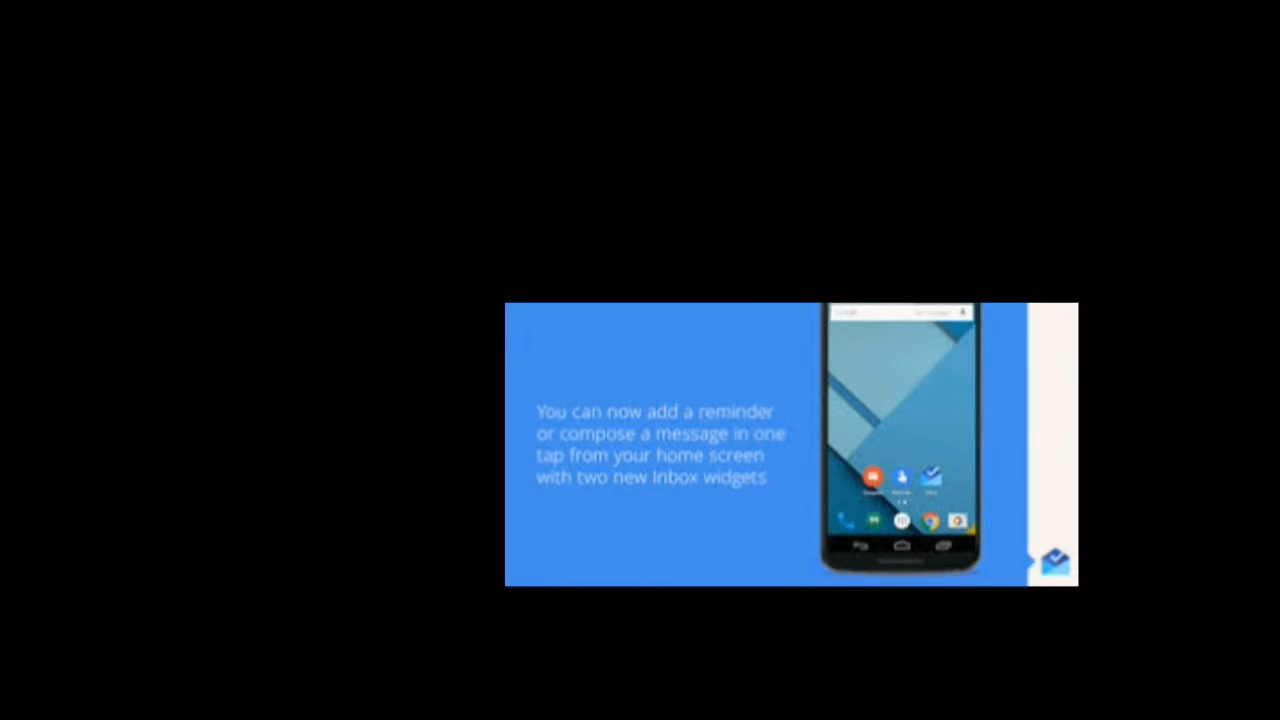 You can now add a reminder
or compose a message in one
tap from your home screen
with two new Inbox widgets